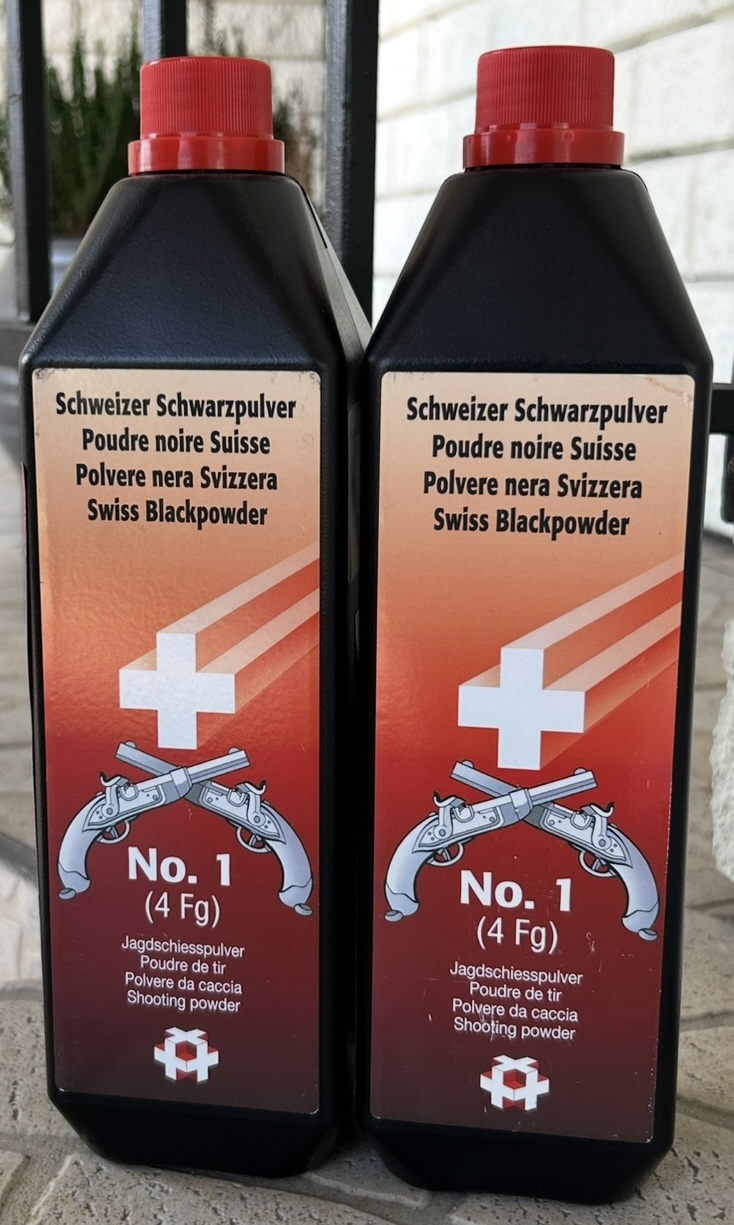 Schweizer Schwarzpulver
Poudre noire Suisse
Polvere nera Svizzera
Swiss Blackpowder
No. 1
(4 Fg)
Jagdschiesspulver
Poudre de tir
Polvere da caccia
Shooting powder
Schweizer Schwarzpulver
Poudre noire Suisse
Polvere nera Svizzera
Swiss Blackpowder
No. 1
(4 Fg)
Jagdschiesspulver
Poudre de tir
Polvere da caccia
Shooting powder